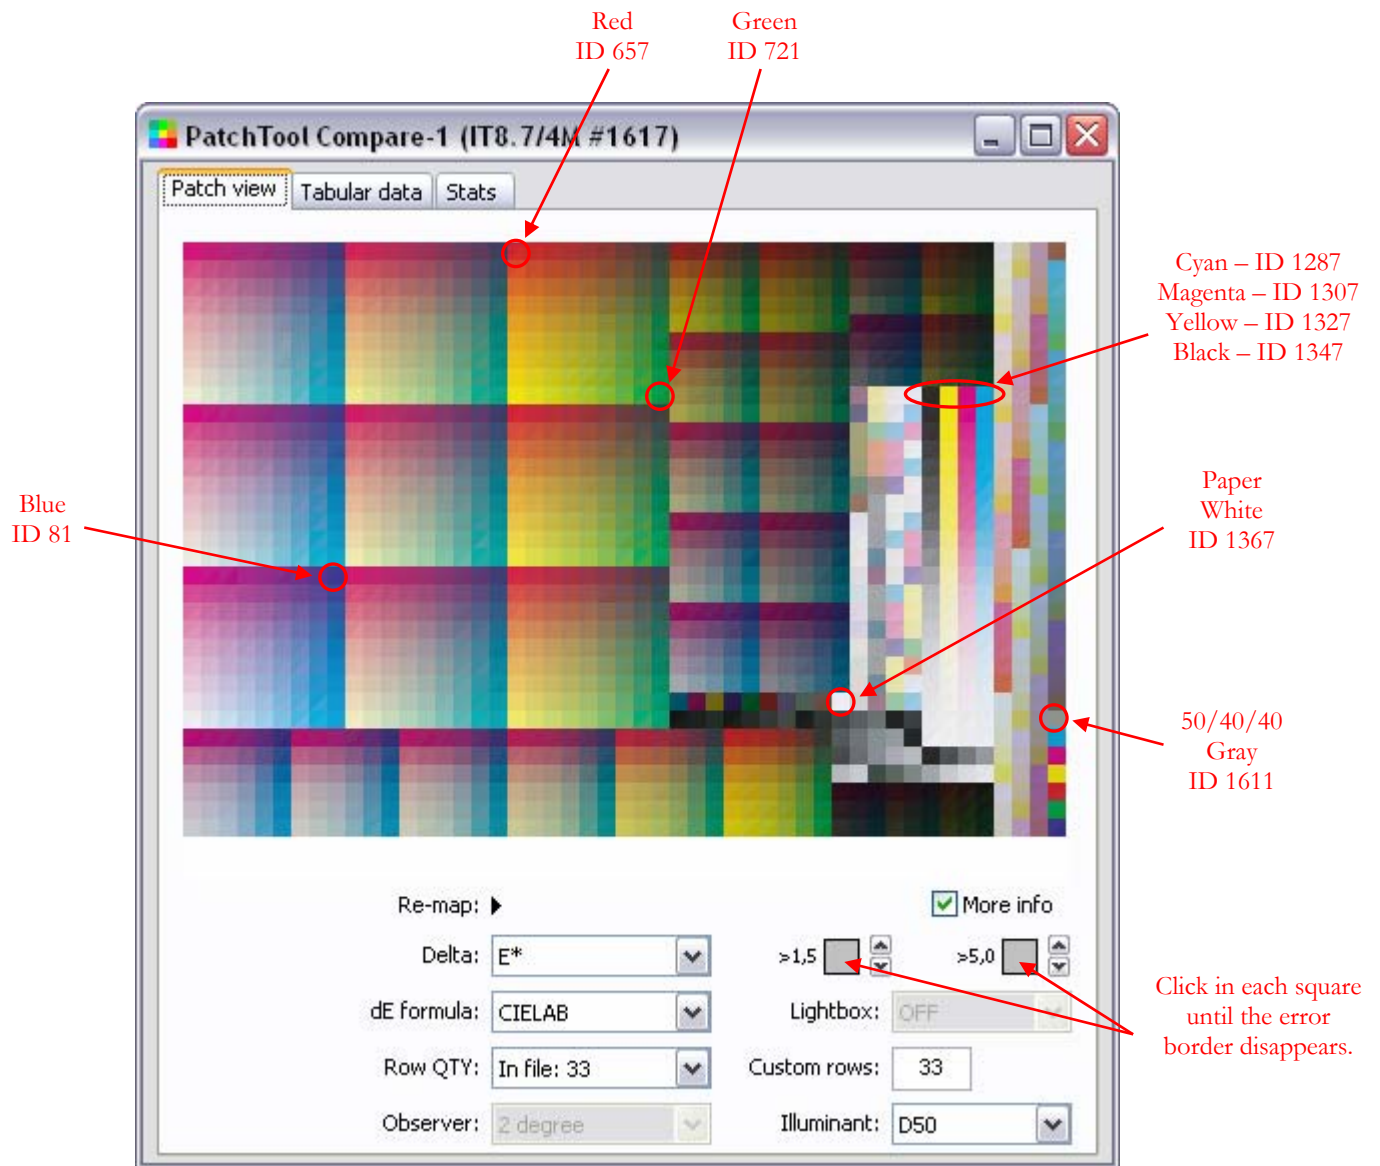 Red
ID 657
Green
ID 721
PatchTool Compare-1 (IT8.7/4M #1617)
Patch view
Tabular data
Stats
Cyan – ID 1287
Magenta – ID 1307
Yellow – ID 1327
Black – ID 1347
Blue
ID 81
Paper
White
ID 1367
50/40/40
Gray
ID 1611
Re-map:
More info
Delta: E*
>1,5
>5,0
dE formula: CIELAB
Lightbox: OFF
Row QTY: In file: 33
Custom rows: 33
Observer: 2 degree
Illuminant: D50
Click in each square
until the error
border disappears.